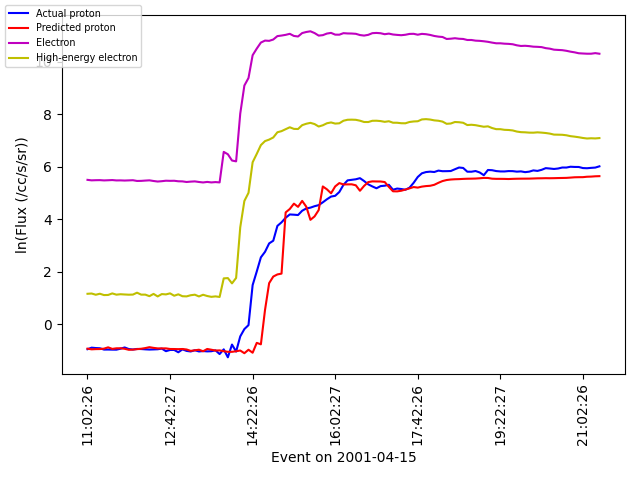 Actual proton
Predicted proton
Electron
High-energy electron
10
8
6
4
2
0
ln(Flux (/cc/s/sr))
11:02:26
12:42:27
14:22:26
16:02:27
17:42:26
19:22:27
21:02:26
Event on 2001-04-15